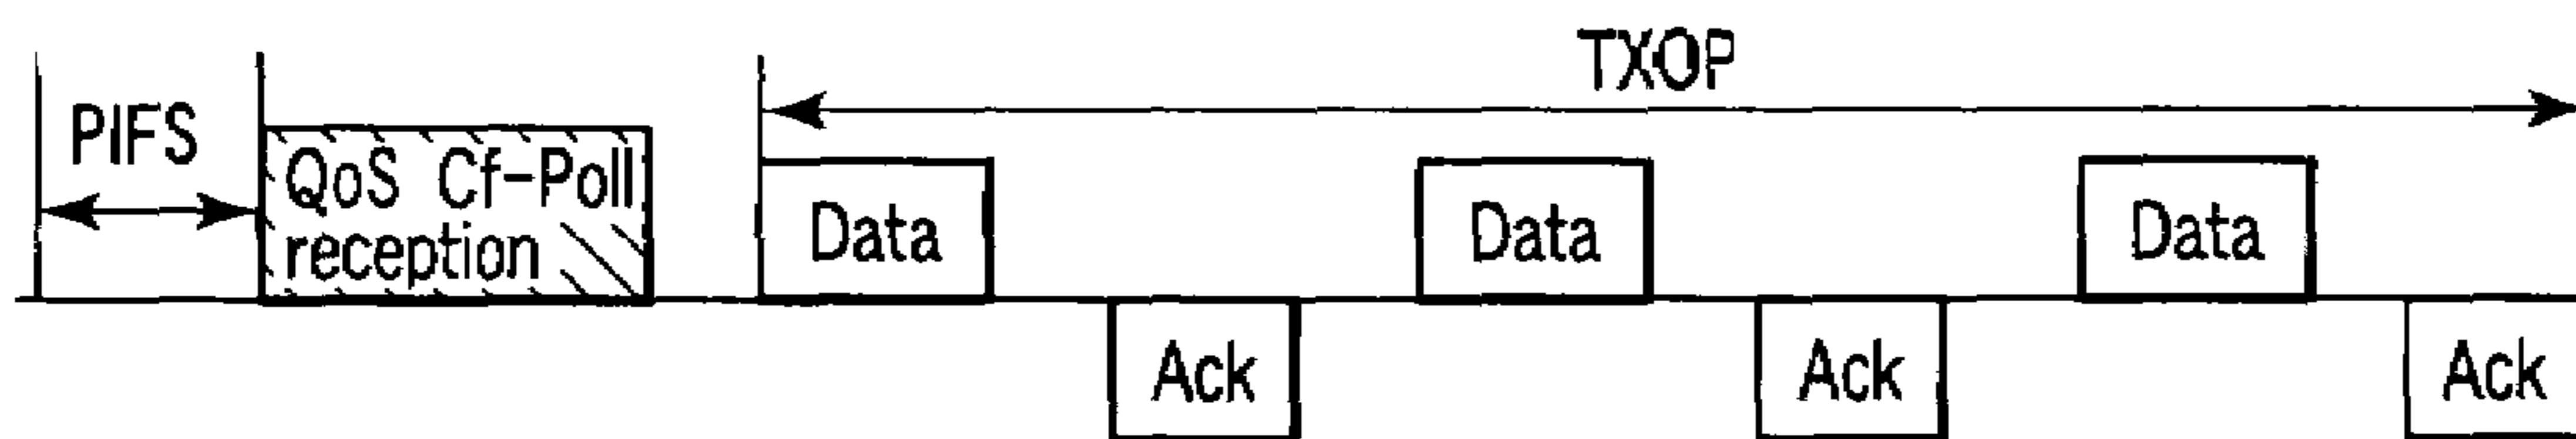 TXOP
PIFS
QoS Cf-Poll
reception
Data
Data
Data
Ack
Ack
Ack